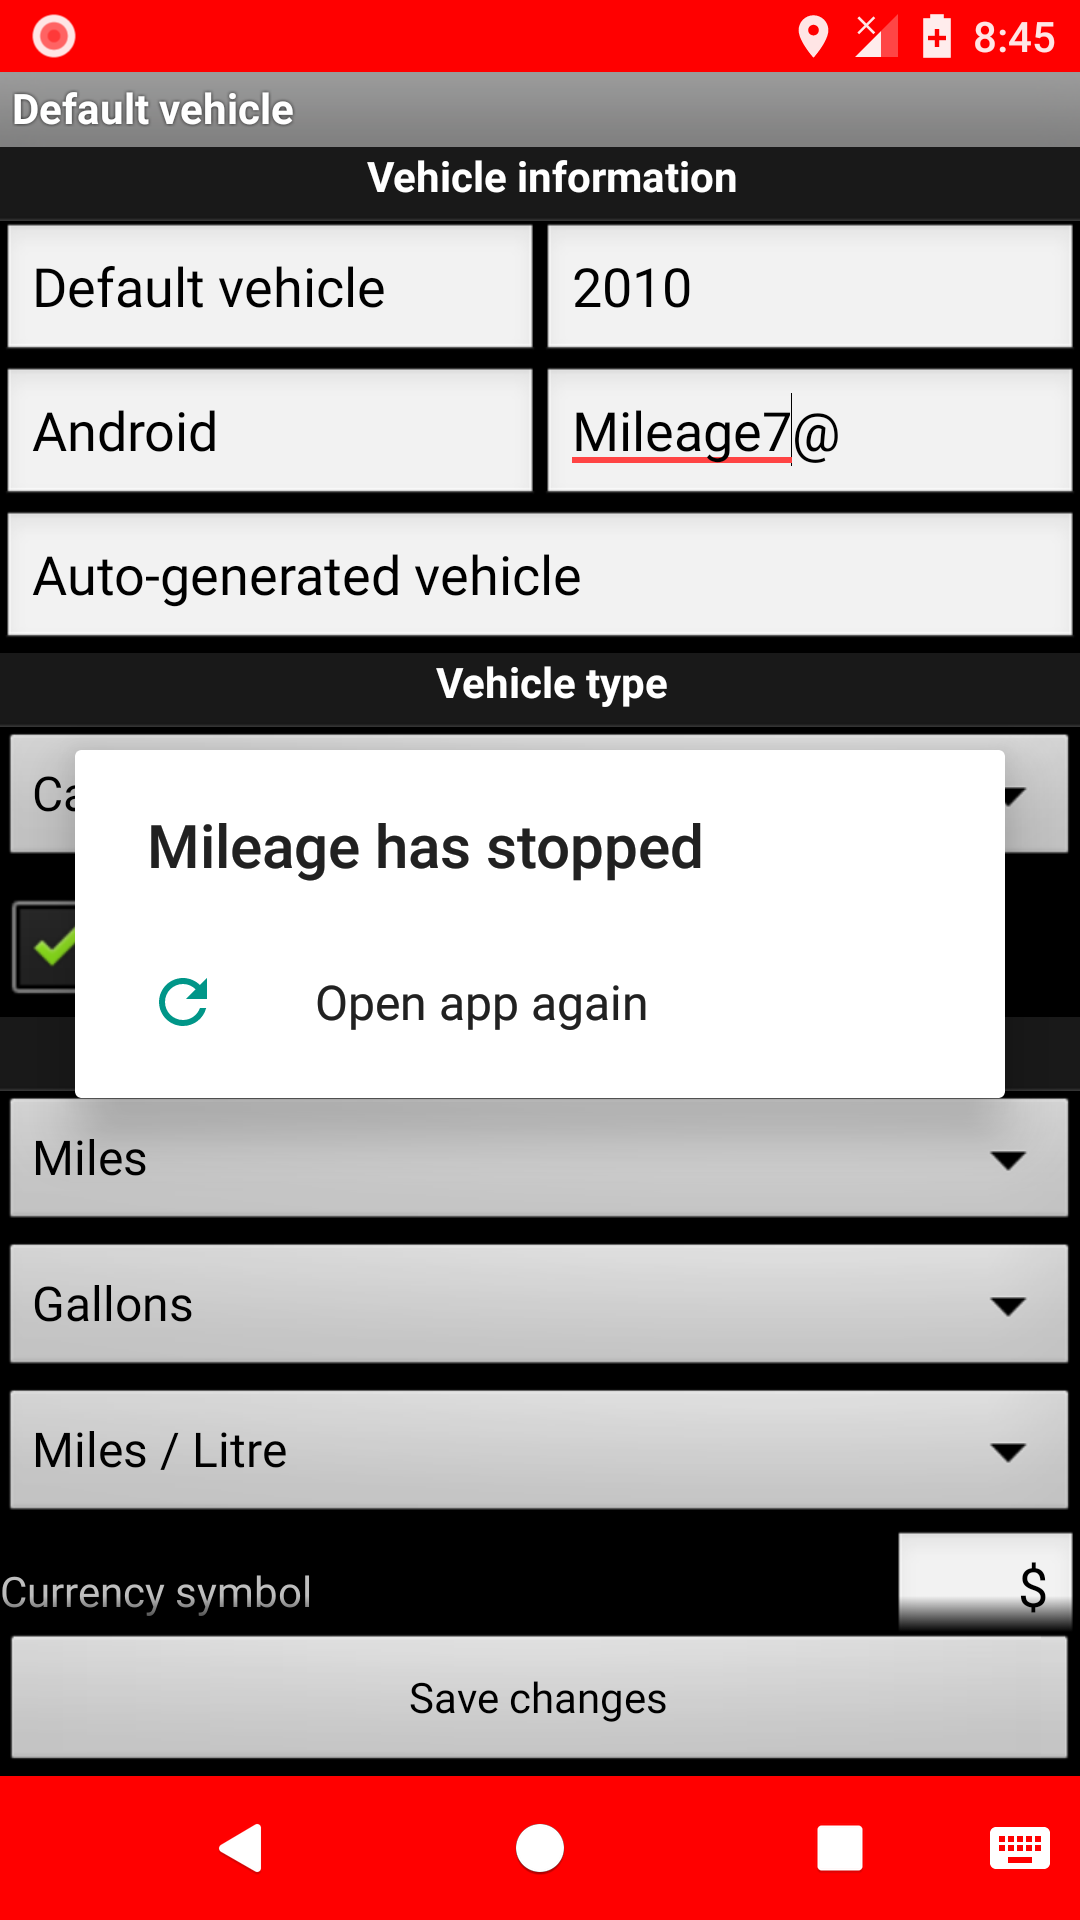 8:45
Default vehicle
Vehicle information
Default vehicle 2010
Android Mileage7@
Auto-generated vehicle
Vehicle type
Ca
Mileage has stopped
Open app again
Miles
Gallons
Miles / Litre
Currency symbol $
Save changes